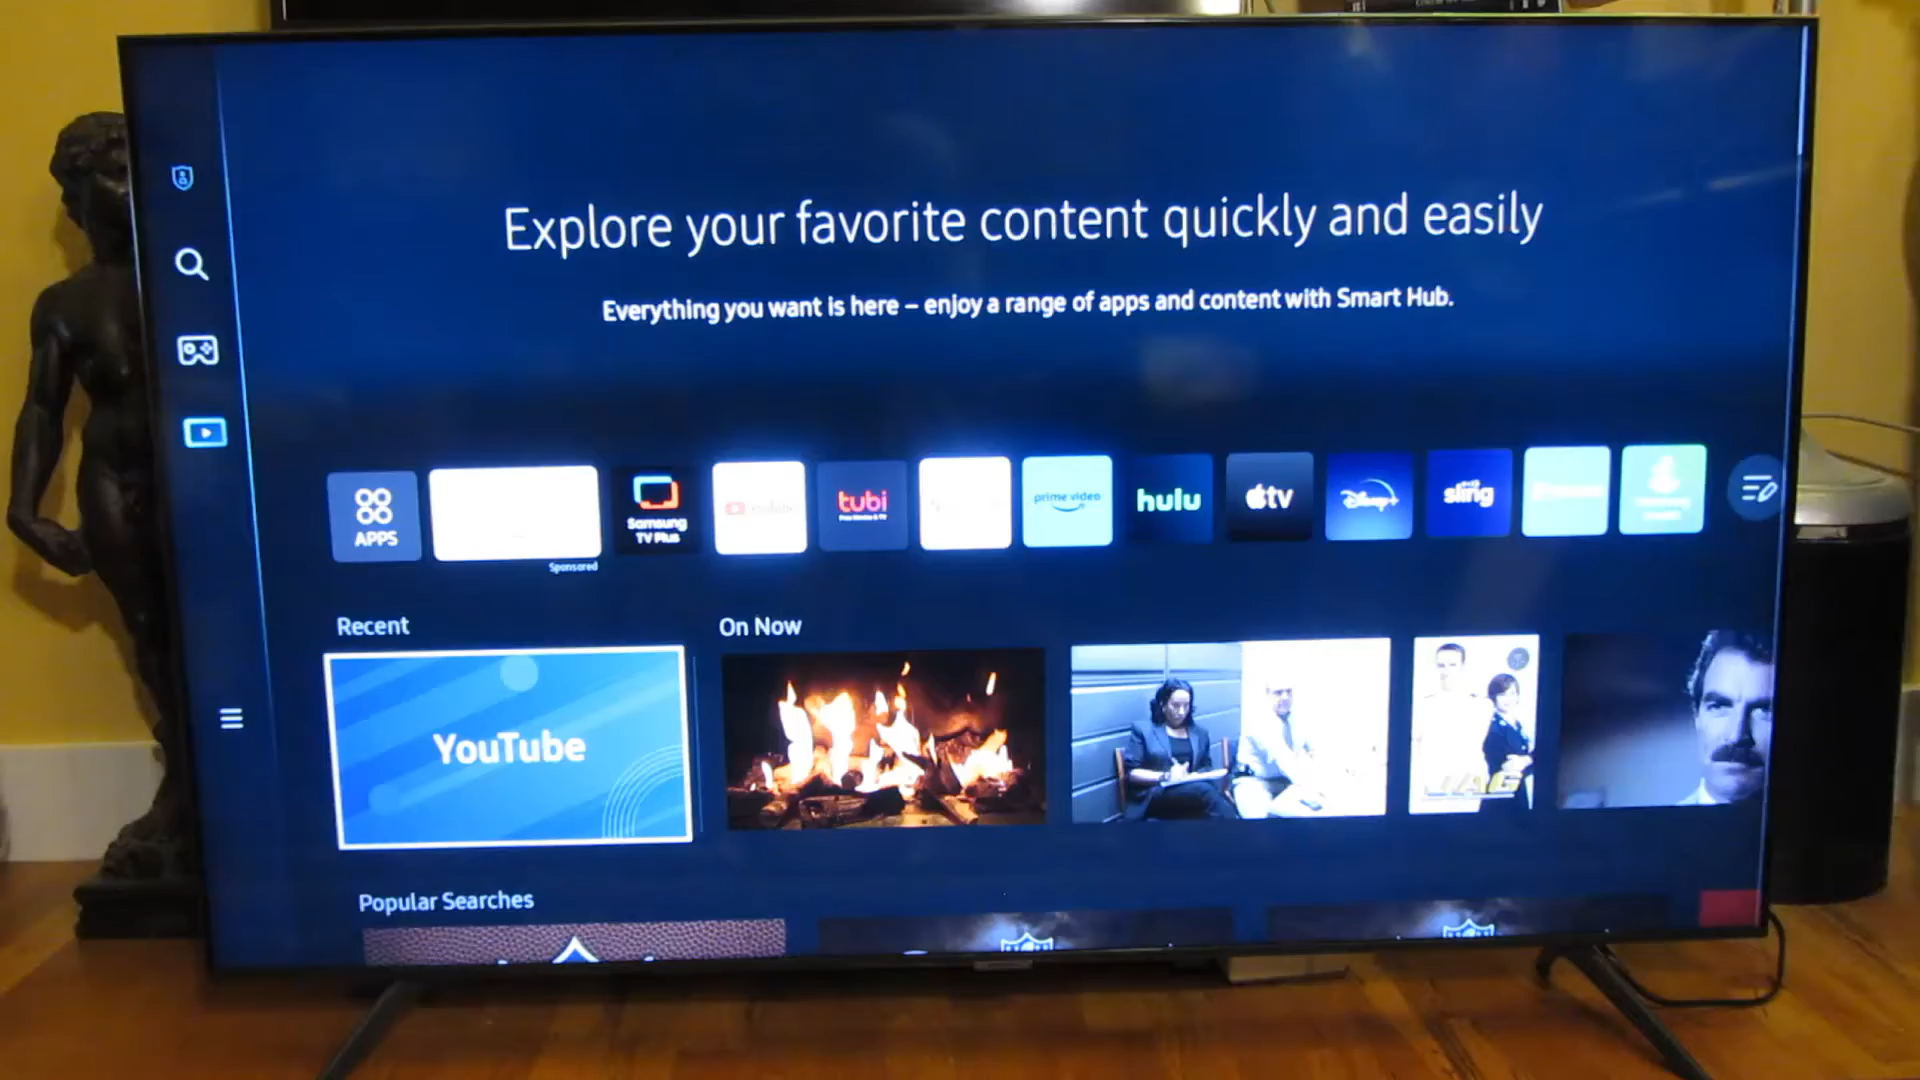 Explore your favorite content quickly and easily
Everything you want is here – enjoy a range of apps and content with Smart Hub.
APPS
Sponsored
Samsung
TV Plus
tubi
prime video
hulu
tv
Disney+
sling
Recent
On Now
YouTube
JAG
Popular Searches